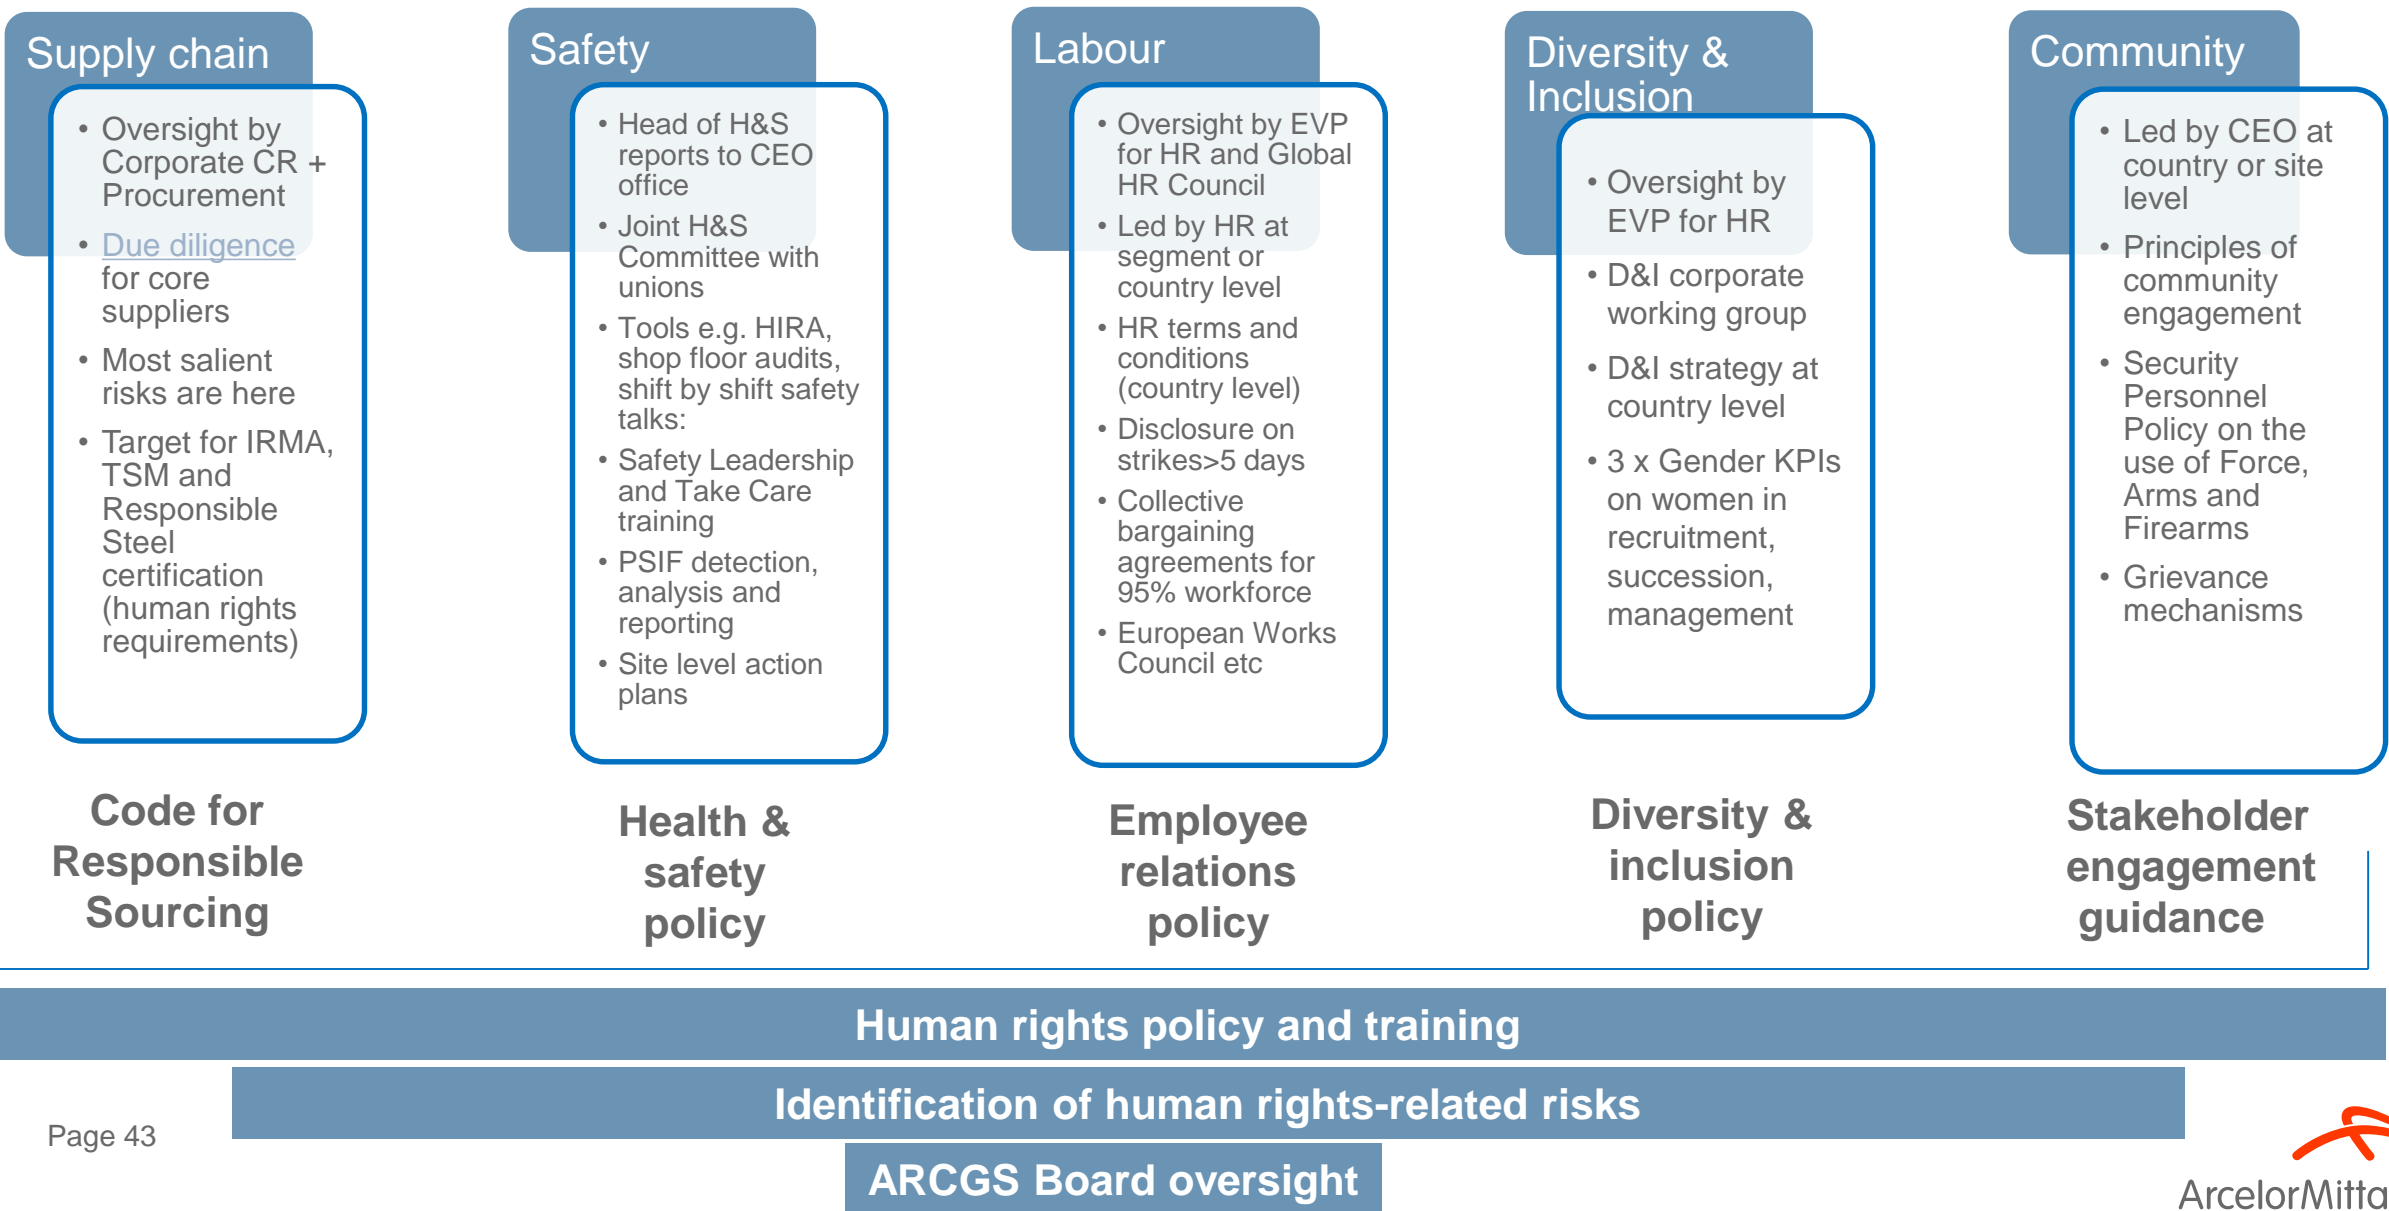 Supply chain
• Oversight by
Corporate CR +
Procurement
• Due diligence
for core
suppliers
• Most salient
risks are here
• Target for IRMA,
TSM and
Responsible
Steel
certification
(human rights
requirements)
Code for
Responsible
Sourcing
Safety
• Head of H&S
reports to CEO
office
• Joint H&S
Committee with
unions
• Tools e.g. HIRA,
shop floor audits,
shift by shift safety
talks:
• Safety Leadership
and Take Care
training
• PSIF detection,
analysis and
reporting
• Site level action
plans
Health &
safety
policy
Labour
• Oversight by EVP
for HR and Global
HR Council
• Led by HR at
segment or
country level
• HR terms and
conditions
(country level)
• Disclosure on
strikes>5 days
• Collective
bargaining
agreements for
95% workforce
• European Works
Council etc
Employee
relations
policy
Diversity &
Inclusion
• Oversight by
EVP for HR
• D&I corporate
working group
• D&I strategy at
country level
• 3 x Gender KPIs
on women in
recruitment,
succession,
management
Diversity &
inclusion
policy
Community
• Led by CEO at
country or site
level
• Principles of
community
engagement
• Security
Personnel
Policy on the
use of Force,
Arms and
Firearms
• Grievance
mechanisms
Stakeholder
engagement
guidance
Human rights policy and training
Identification of human rights-related risks
ARCGS Board oversight
Page 43
ArcelorMitta